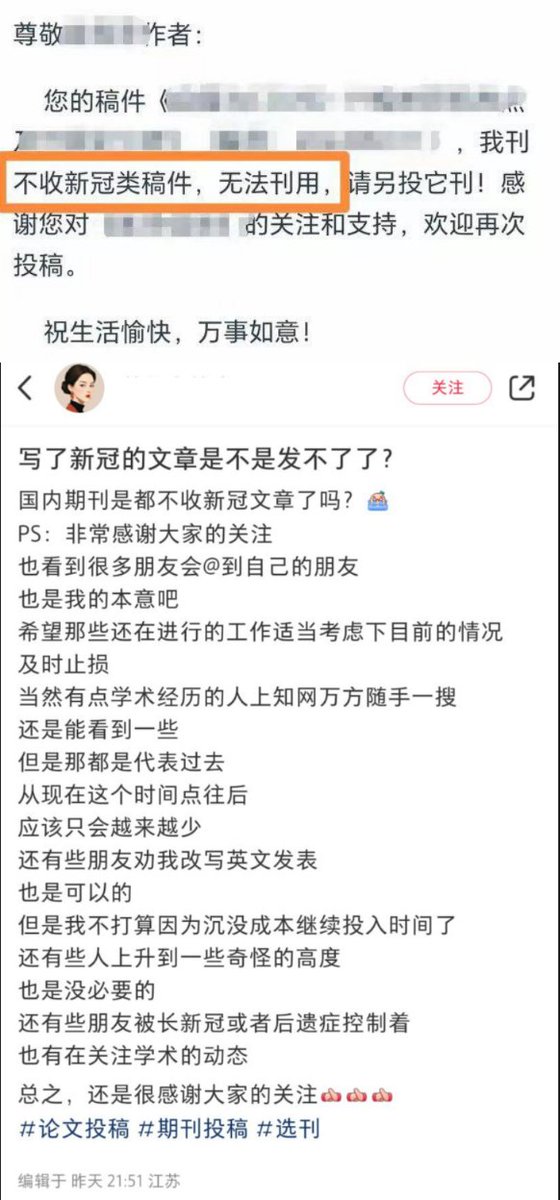 尊敬 作者：
您的稿件《
及 》，我刊
不收新冠类稿件，无法刊用，请另投它刊！感
谢您对 的关注和支持，欢迎再次
投稿。
祝生活愉快，万事如意！
关注
写了新冠的文章是不是发不了了？
国内期刊是都不收新冠文章了吗？
PS：非常感谢大家的关注
也看到很多朋友会@到自己的朋友
也是我的本意吧
希望那些还在进行的工作适当考虑下目前的情况
及时止损
当然有点学术经历的人上知网万方随手一搜
还是能看到一些
但是那都是代表过去
从现在这个时间点往后
应该只会越来越少
还有些朋友劝我改写英文发表
也是可以的
但是我不打算因为沉没成本继续投入时间了
还有些人上升到一些奇怪的高度
也是没必要的
还有些朋友被长新冠或者后遗症控制着
也有在关注学术的动态
总之，还是很感谢大家的关注👍👍👍
#论文投稿 #期刊投稿 #选刊
编辑于 昨天 21:51 江苏